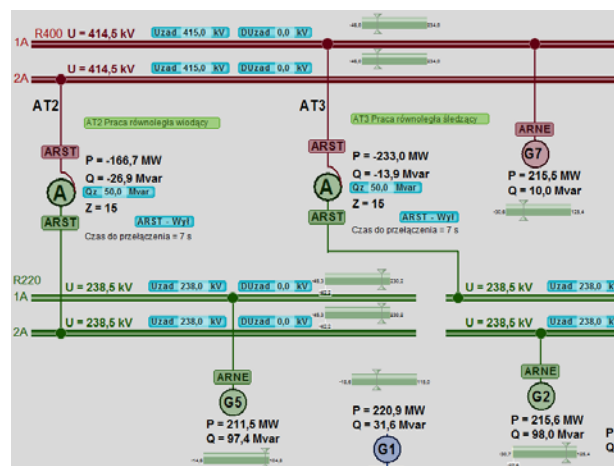 R400 U = 414,5 kV Uzad 415,0 kV DUzad 0,0 kV
1A
U = 414,5 kV Uzad 415,0 kV DUzad 0,0 kV
2A
AT2 AT3
AT2 Praca równoległa wiodący AT3 Praca równoległa śledzący
ARST ARST ARNE
P = -166,7 MW P = -233,0 MW G7
Q = -26,9 Mvar Q = -13,9 Mvar P = 215,5 MW
A Qz 50,0 Mvar A Qz 50,0 Mvar Q = 10,0 Mvar
Z = 15 Z = 15
ARST ARST - Wył ARST ARST - Wył
Czas do przełączenia = 7 s Czas do przełączenia = 7 s
R220 U = 238,5 kV Uzad 238,0 kV DUzad 0,0 kV U = 238,5 kV Uzad 238,0 kV
1A
U = 238,5 kV Uzad 238,0 kV DUzad 0,0 kV U = 238,5 kV Uzad 238,0 kV
2A
ARNE ARNE
G5 G2
P = 211,5 MW P = 220,9 MW P = 215,6 MW
Q = 97,4 Mvar Q = 31,6 Mvar Q = 98,0 Mvar
G1